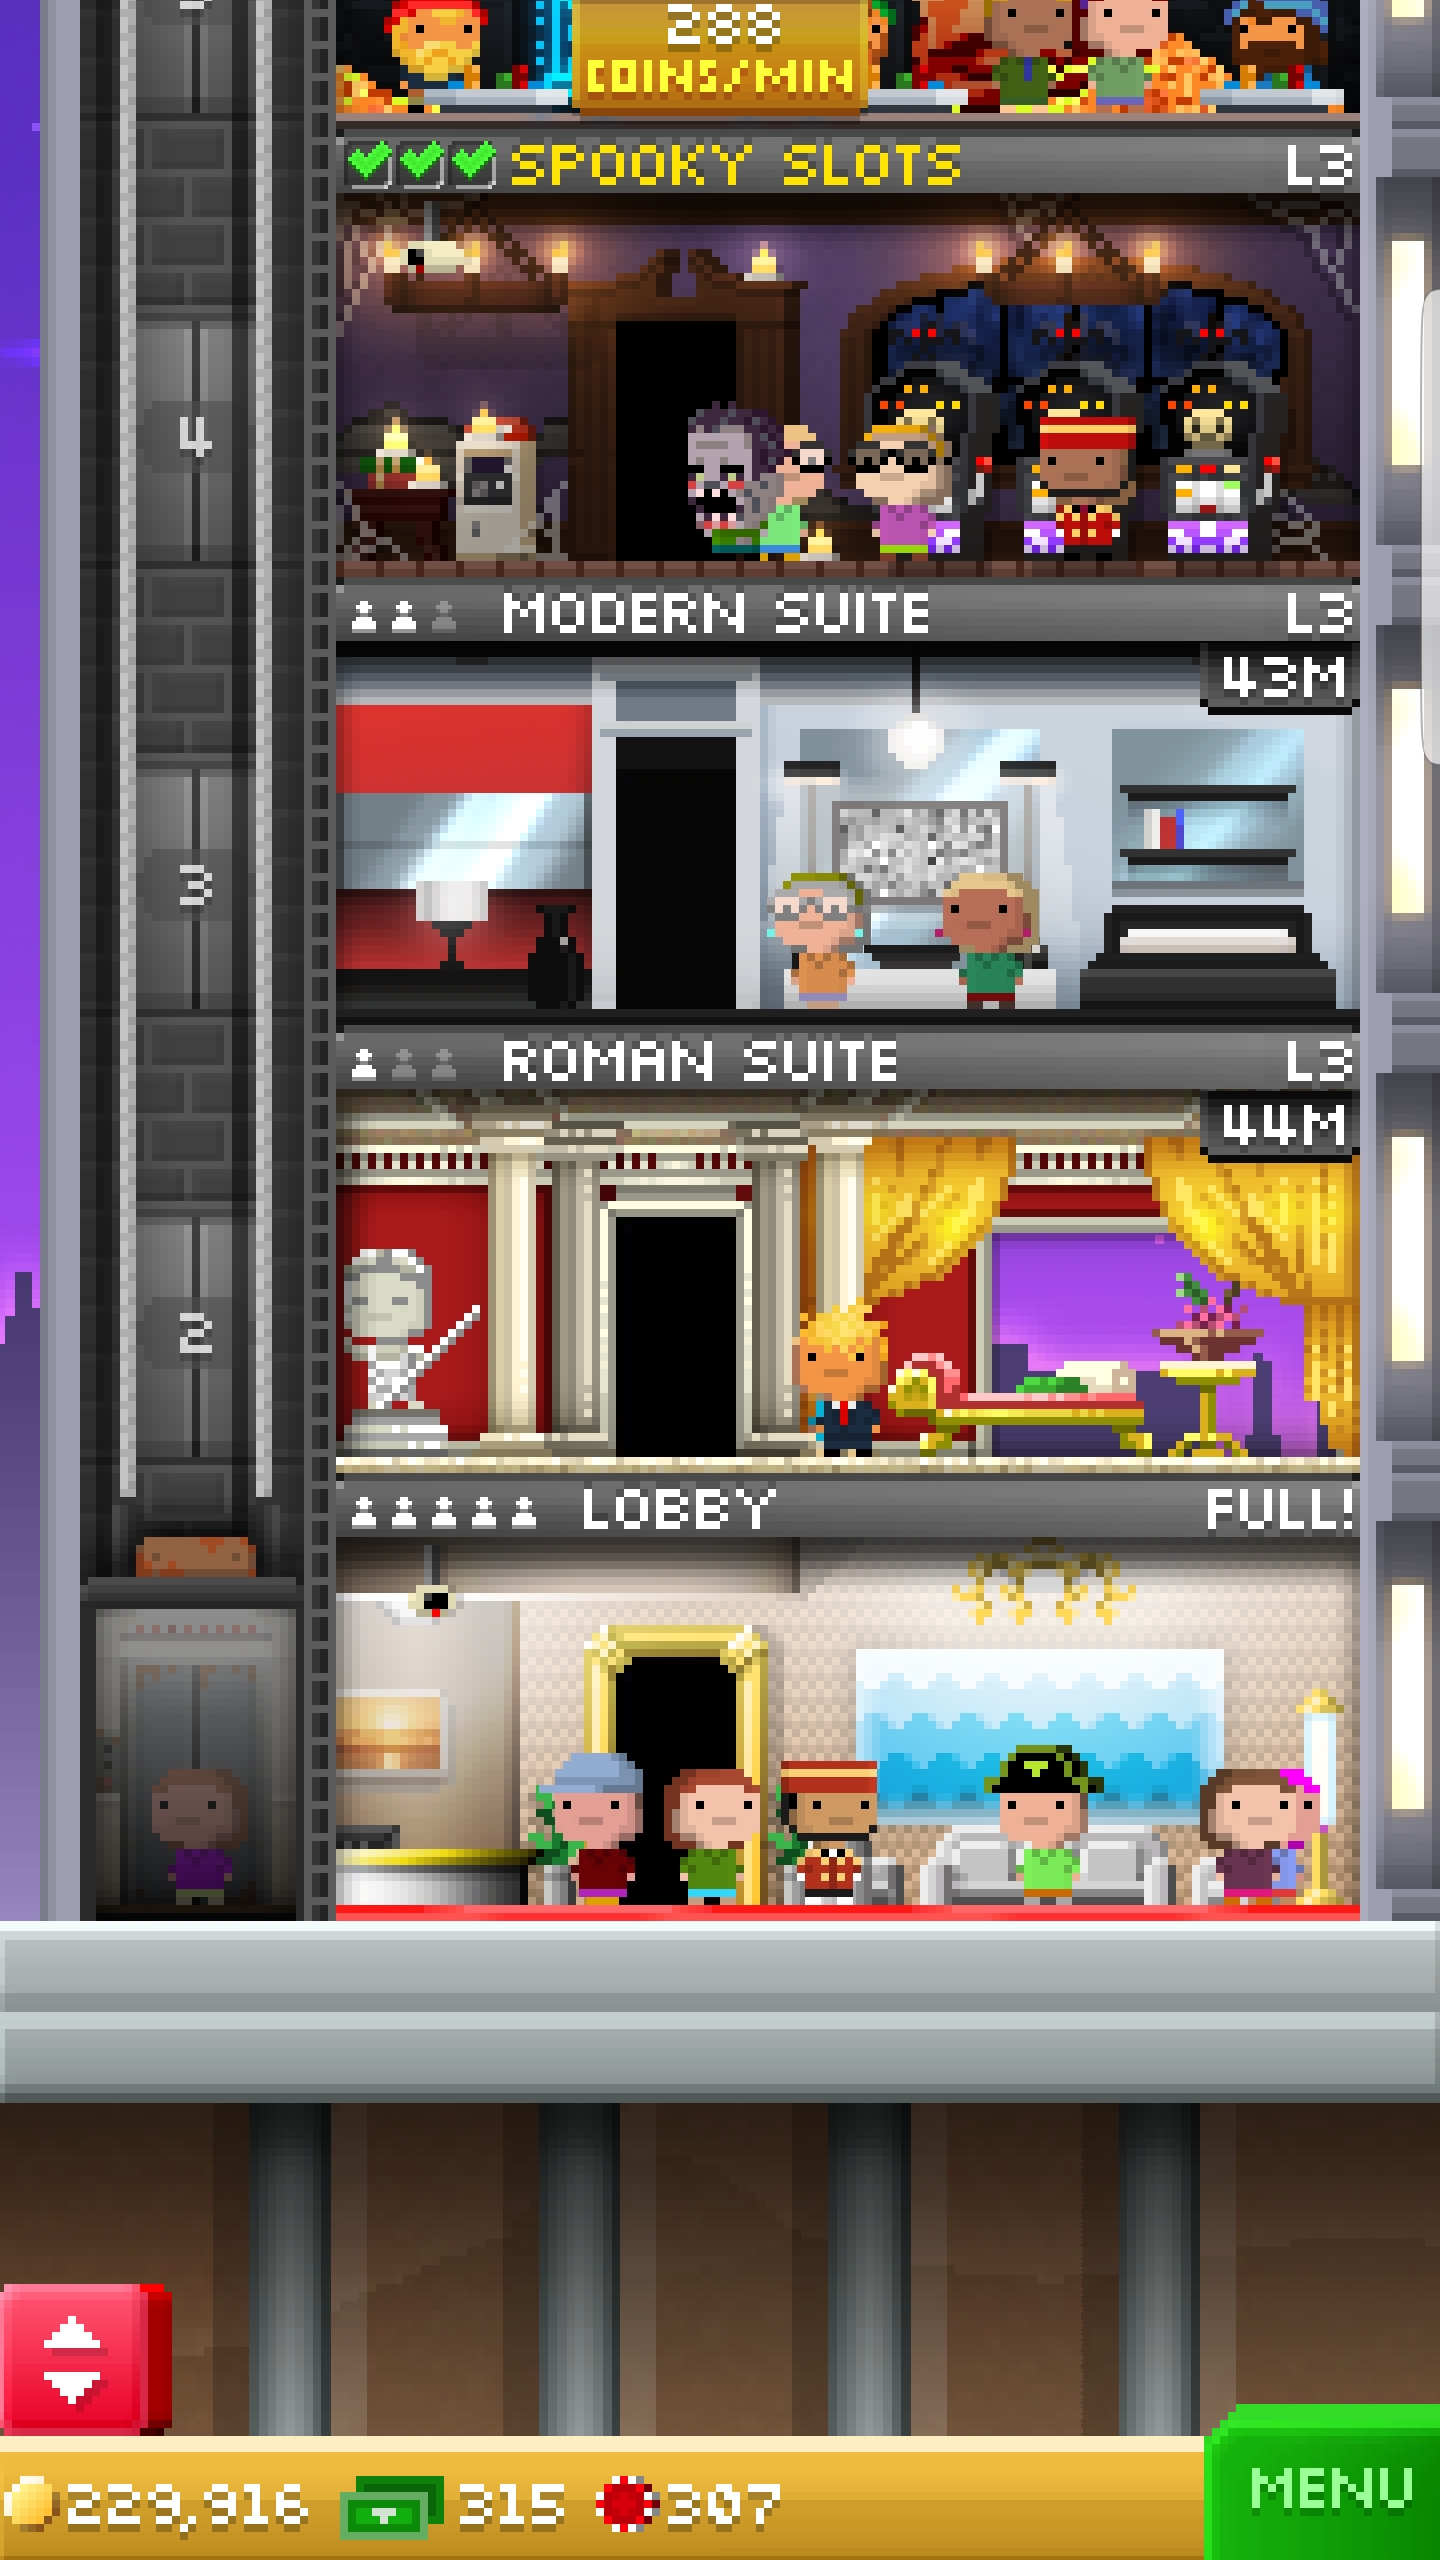 288
COINS/MIN
SPOOKY SLOTS L3
4
MODERN SUITE L3
43M
3
ROMAN SUITE L3
44M
2
LOBBY FULL!
229,916 315 307
MENU